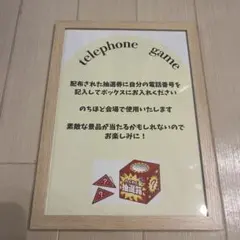 telephone game
配布された抽選券に自分の電話番号を
記入してボックスにお入れください
のちほど会場で使用いたします
素敵な景品が当たるかもしれないので
お楽しみに！
抽選箱